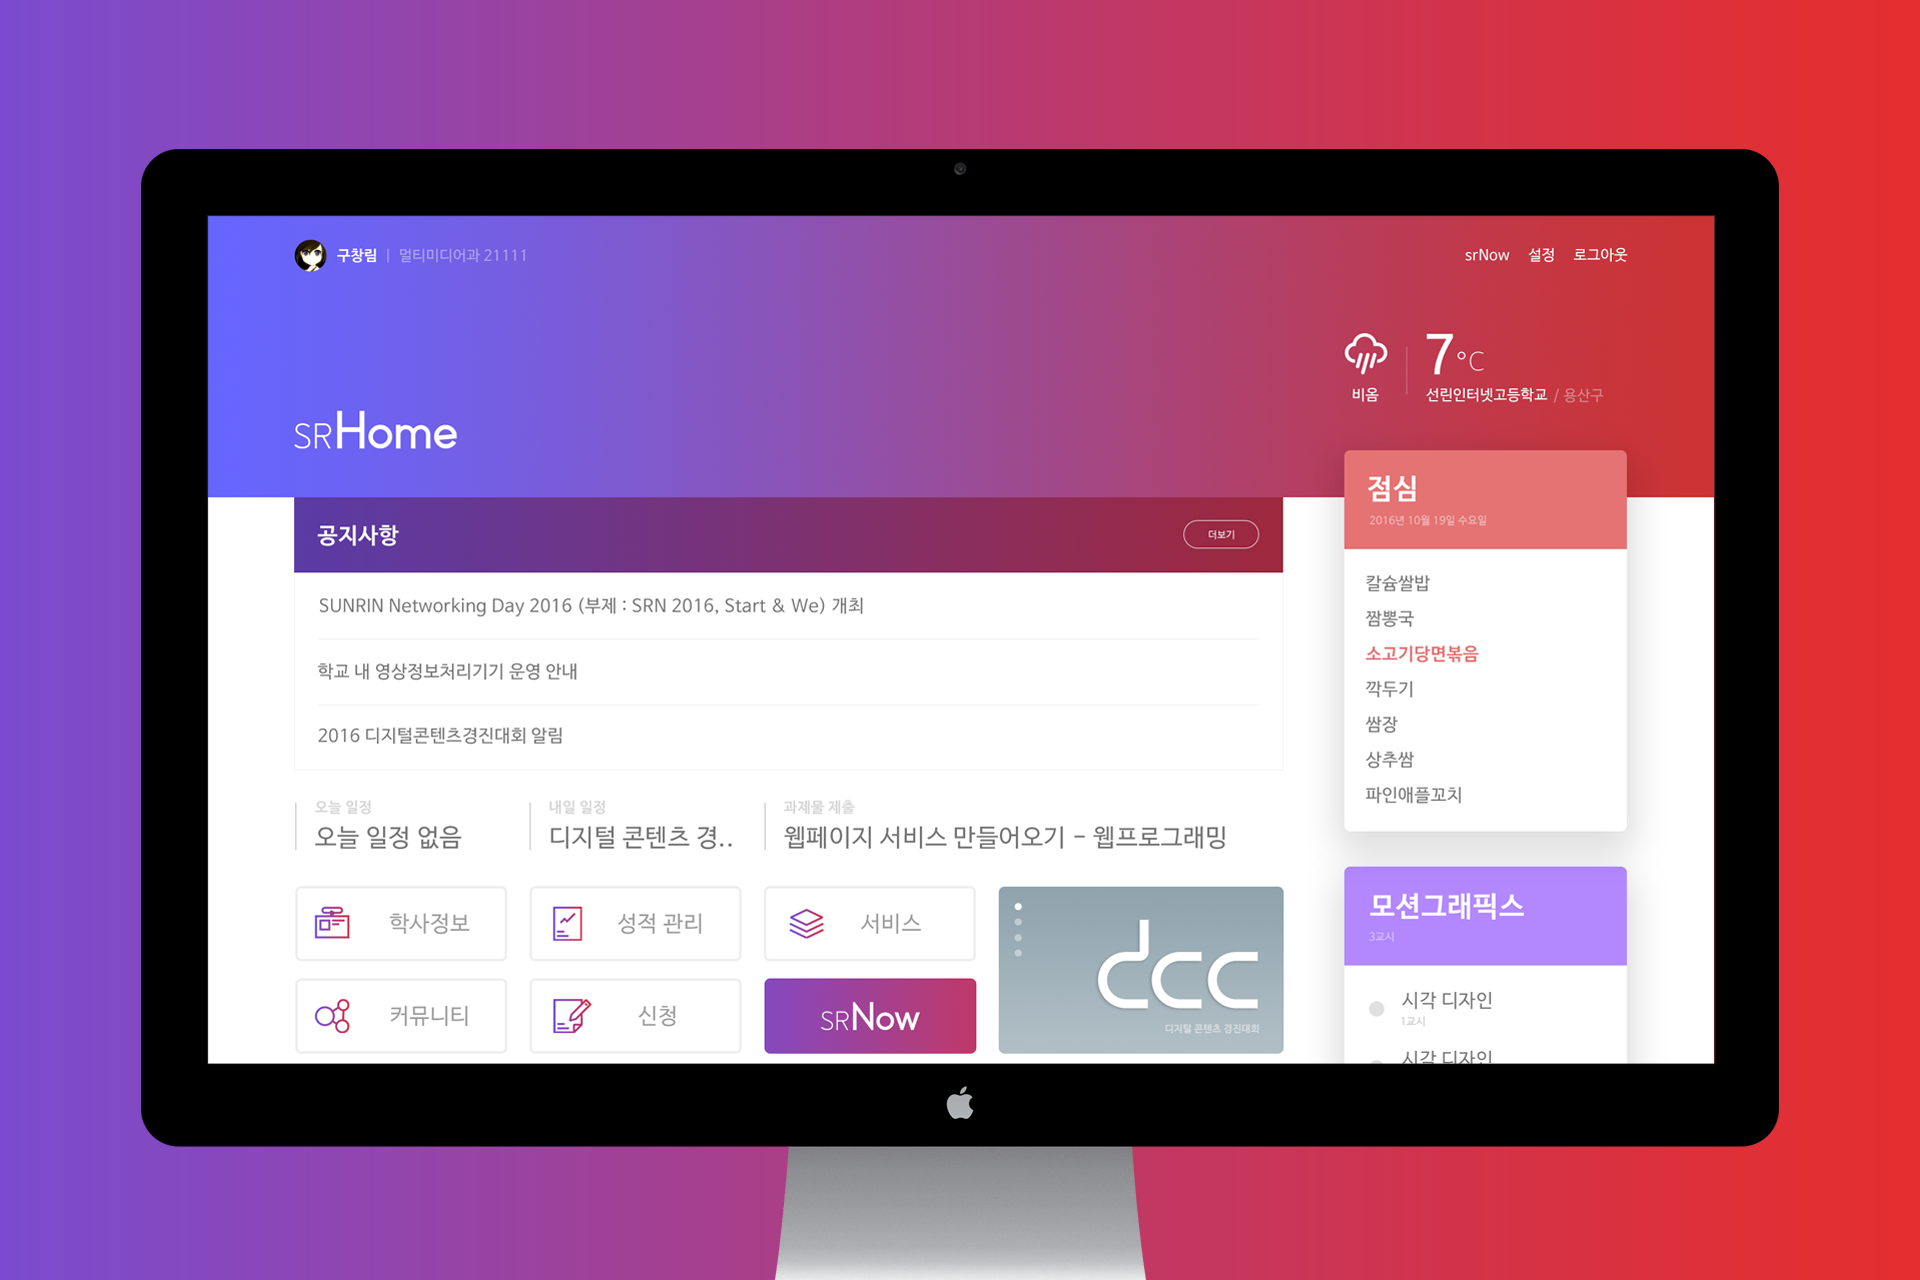 구창림 | 멀티미디어과 21111
srNow 설정 로그아웃
7°C
비옴
선린인터넷고등학교 / 용산구
SRHome
점심
2016년 10월 19일 수요일
공지사항
더보기
SUNRIN Networking Day 2016 (부제 : SRN 2016, Start & We) 개최
학교 내 영상정보처리기기 운영 안내
2016 디지털콘텐츠경진대회 알림
칼슘쌀밥
짬뽕국
소고기당면볶음
깍두기
쌈장
상추쌈
파인애플꼬치
오늘 일정
오늘 일정 없음
내일 일정
디지털 콘텐츠 경..
과제물 제출
웹페이지 서비스 만들어오기 - 웹프로그래밍
학사정보
성적 관리
서비스
커뮤니티
신청
SRNow
dcc
디지털 콘텐츠 경진대회
모션그래픽스
3교시
시각 디자인
1교시
시각 디자인